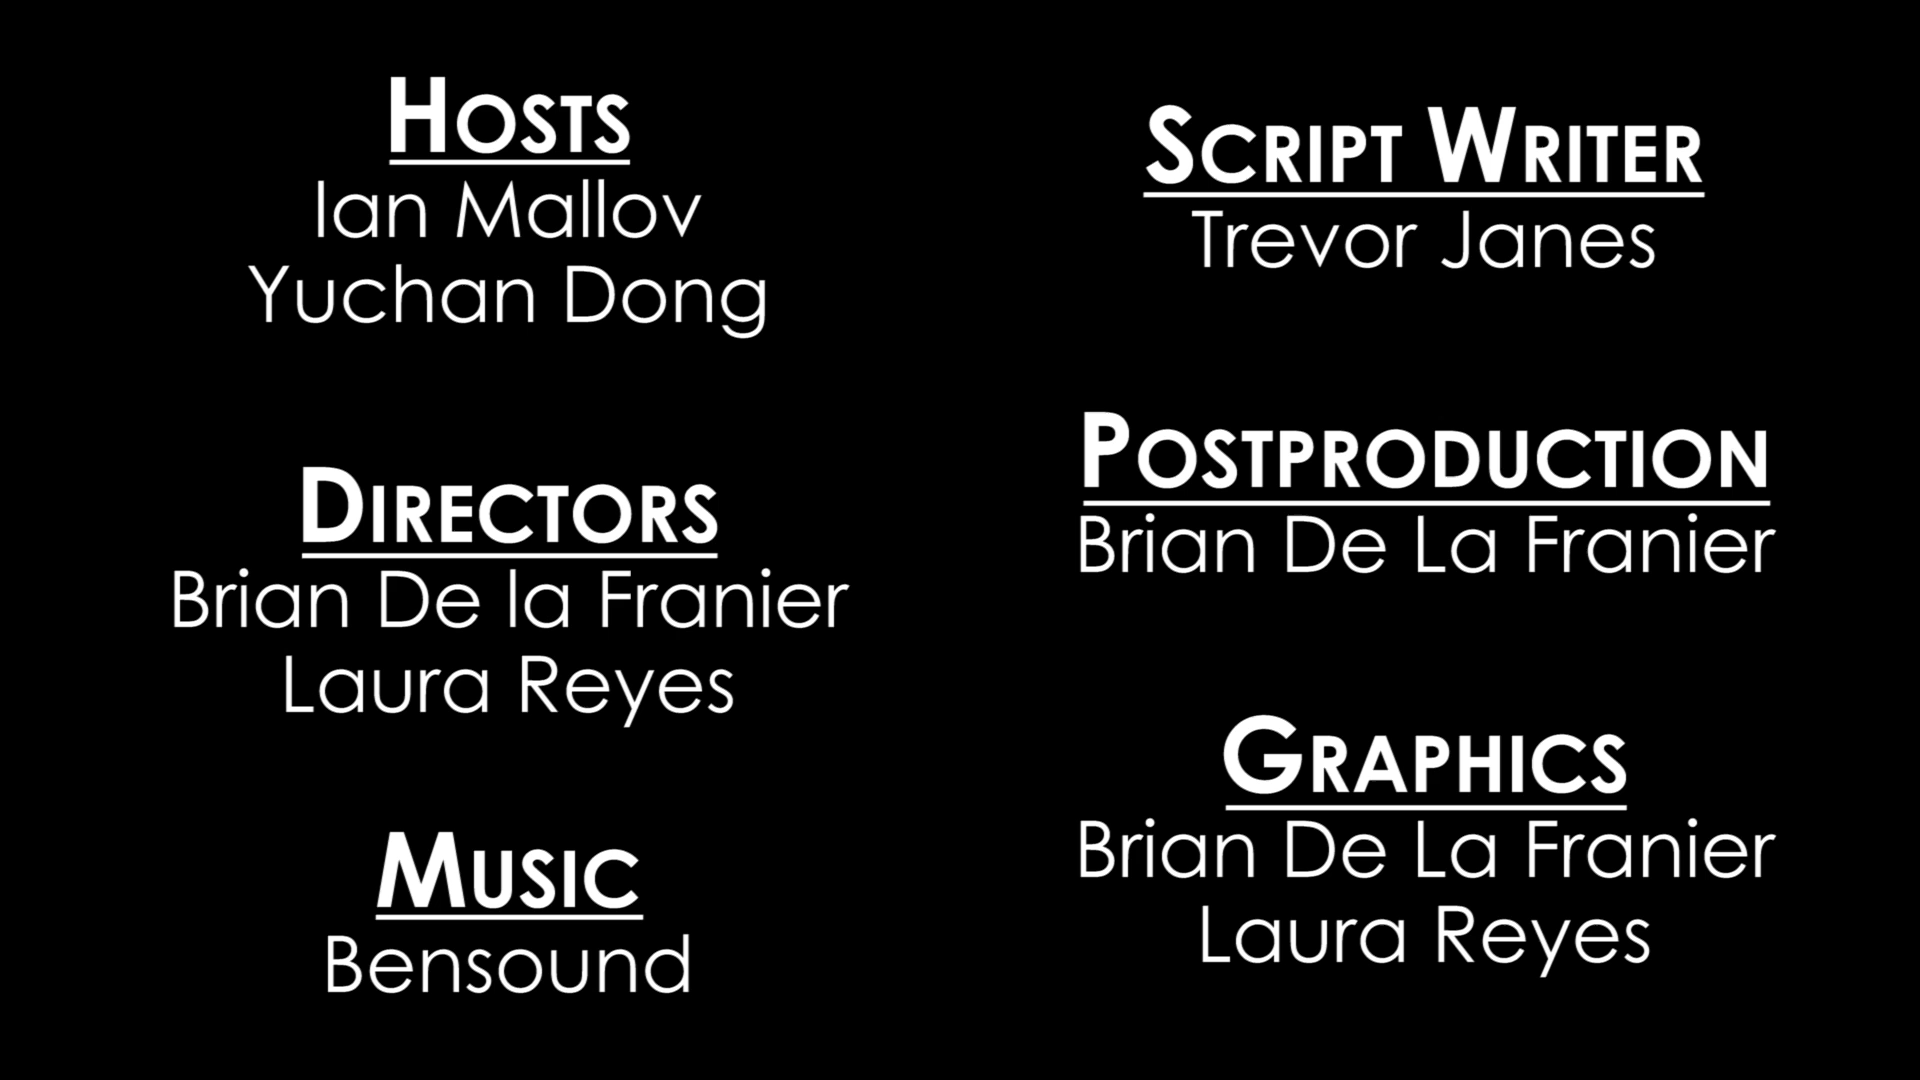 Hosts
Ian Mallov
Yuchan Dong
Directors
Brian De la Franier
Laura Reyes
Music
Bensound
Script Writer
Trevor Janes
Postproduction
Brian De La Franier
Graphics
Brian De La Franier
Laura Reyes